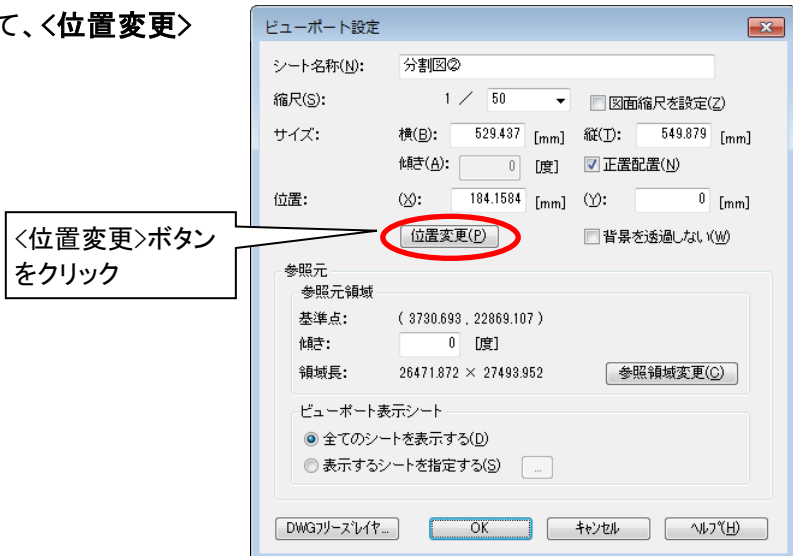 て、<位置変更>
ビューポート設定
シート名称(N): 分割図②
縮尺(S): 1 / 50 図面縮尺を設定(Z)
サイズ: 横(B): 529.437 [mm] 縦(T): 549.879 [mm]
傾き(A): 0 [度] 正置配置(N)
位置: (X): 184.1584 [mm] (Y): 0 [mm]
位置変更(P) 背景を透過しない(W)
<位置変更>ボタン
をクリック
参照元
参照元領域
基準点: ( 3730.693 , 22869.107 )
傾き: 0 [度]
領域長: 26471.872 × 27493.952 参照領域変更(C)
ビューポート表示シート
全てのシートを表示する(D)
表示するシートを指定する(S) ...
DWGフリーズレイヤ... OK キャンセル ヘルプ(H)